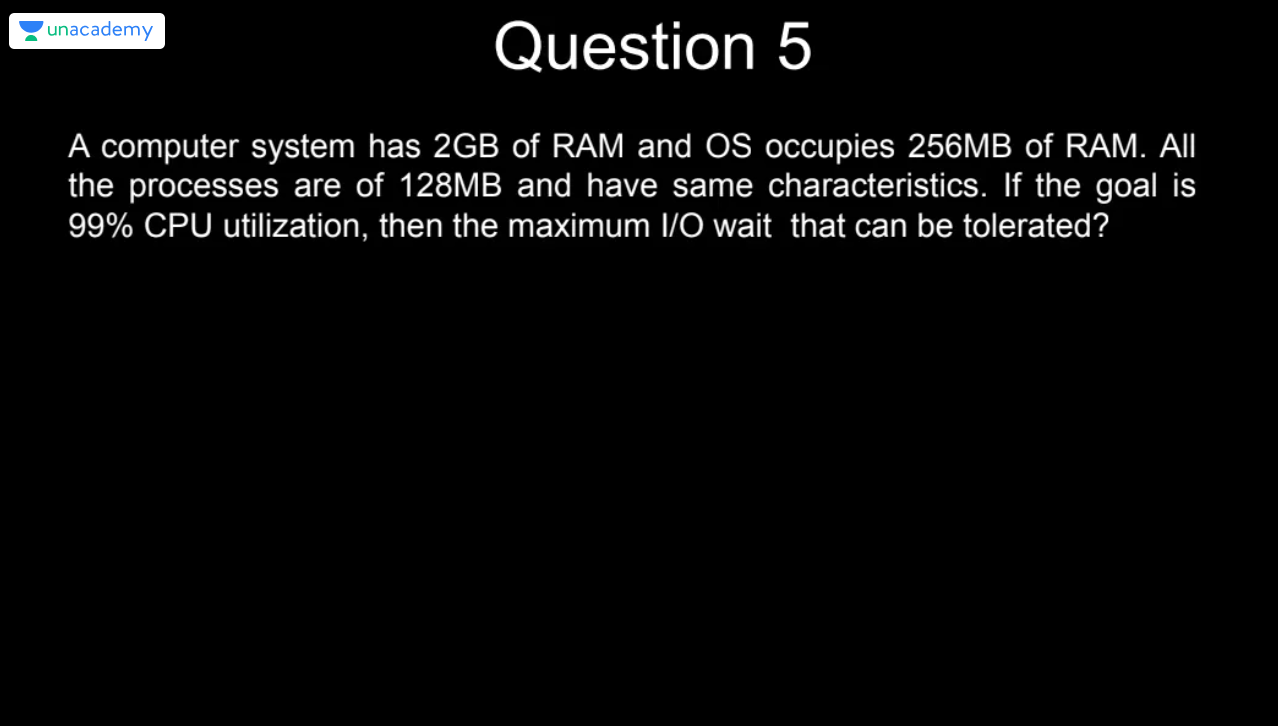 unacademy
Question 5
A computer system has 2GB of RAM and OS occupies 256MB of RAM. All
the processes are of 128MB and have same characteristics. If the goal is
99% CPU utilization, then the maximum I/O wait that can be tolerated?